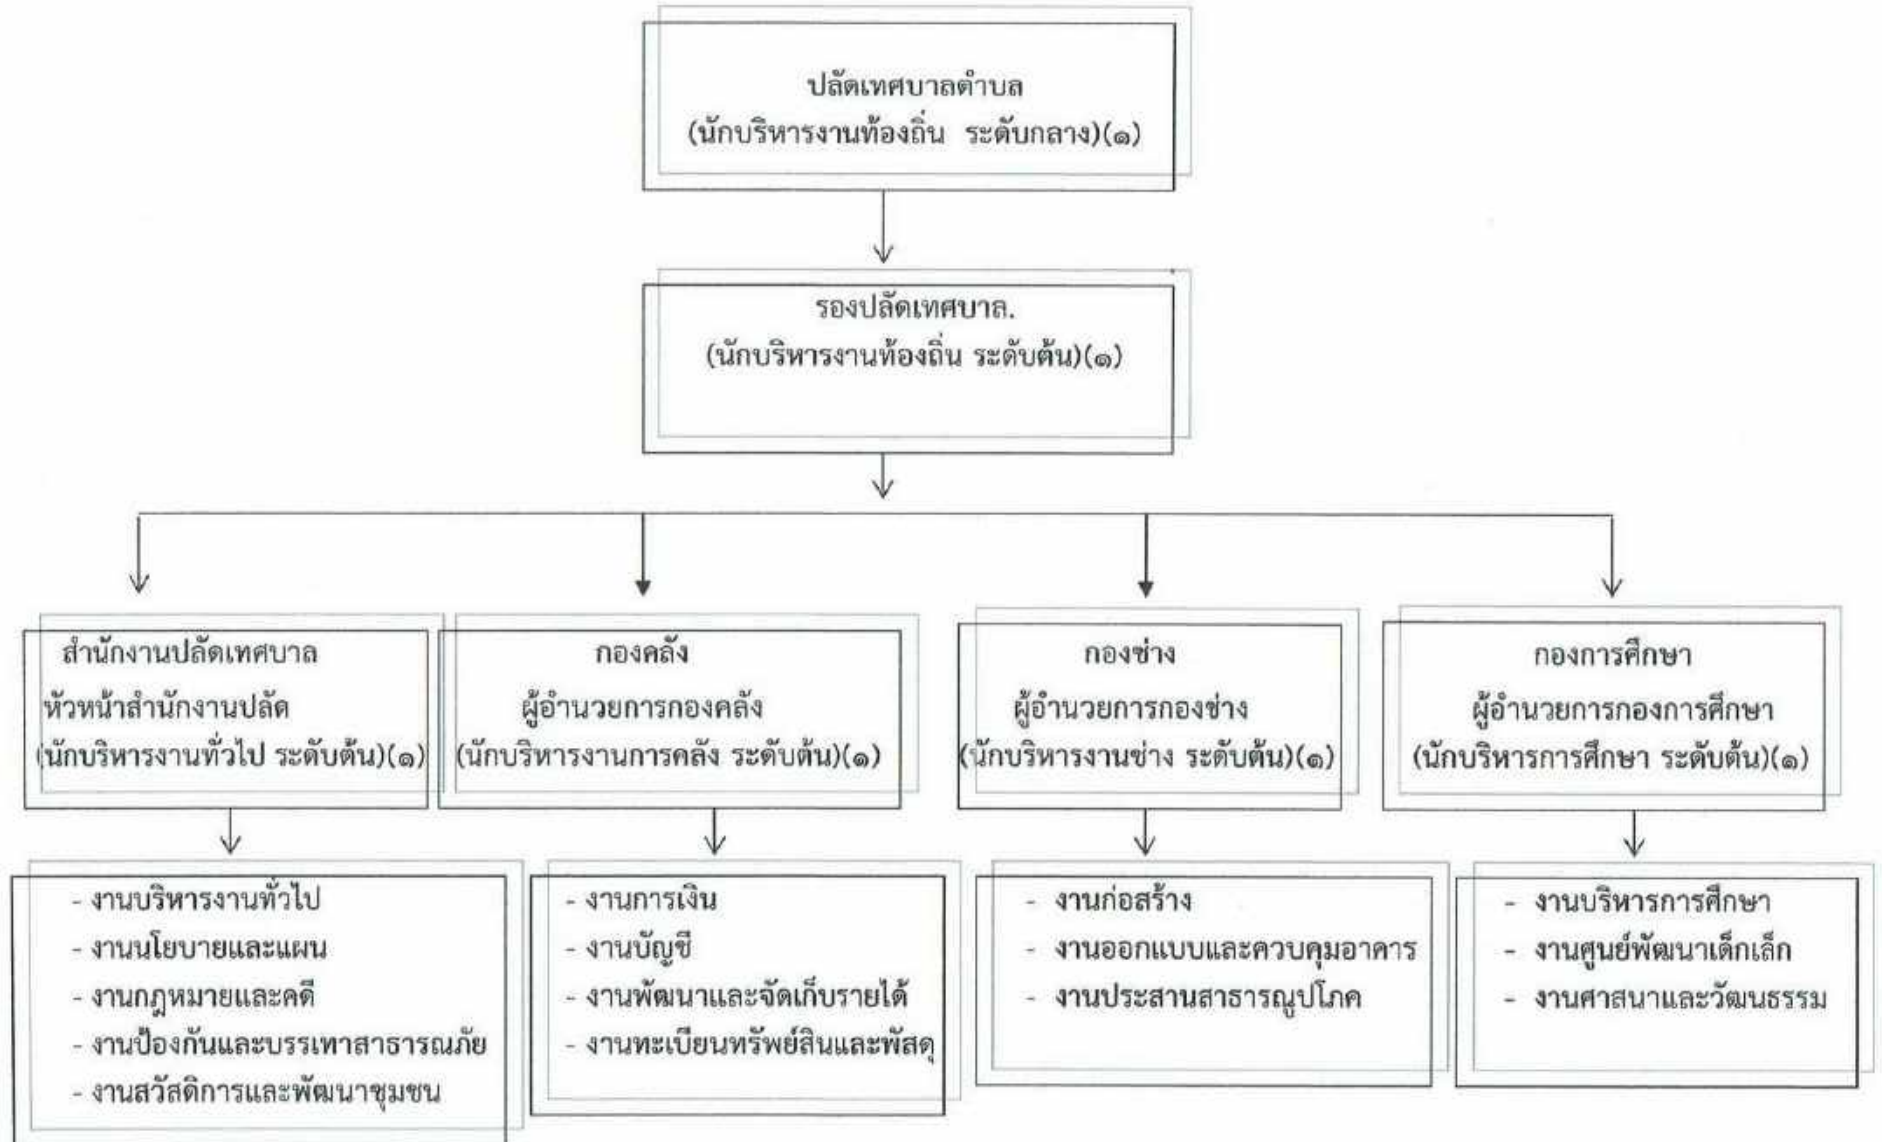 ปลัดเทศบาลตำบล
(นักบริหารงานท้องถิ่น ระดับกลาง)(๑)
รองปลัดเทศบาล.
(นักบริหารงานท้องถิ่น ระดับต้น)(๑)
สำนักงานปลัดเทศบาล
หัวหน้าสำนักงานปลัด
(นักบริหารงานทั่วไป ระดับต้น)(๑)
กองคลัง
ผู้อำนวยการกองคลัง
(นักบริหารงานการคลัง ระดับต้น)(๑)
กองช่าง
ผู้อำนวยการกองช่าง
(นักบริหารงานช่าง ระดับต้น)(๑)
กองการศึกษา
ผู้อำนวยการกองการศึกษา
(นักบริหารการศึกษา ระดับต้น)(๑)
- งานบริหารงานทั่วไป
- งานนโยบายและแผน
- งานกฎหมายและคดี
- งานป้องกันและบรรเทาสาธารณภัย
- งานสวัสดิการและพัฒนาชุมชน
- งานการเงิน
- งานบัญชี
- งานพัฒนาและจัดเก็บรายได้
- งานทะเบียนทรัพย์สินและพัสดุ
- งานก่อสร้าง
- งานออกแบบและควบคุมอาคาร
- งานประสานสาธารณูปโภค
- งานบริหารการศึกษา
- งานศูนย์พัฒนาเด็กเล็ก
- งานศาสนาและวัฒนธรรม